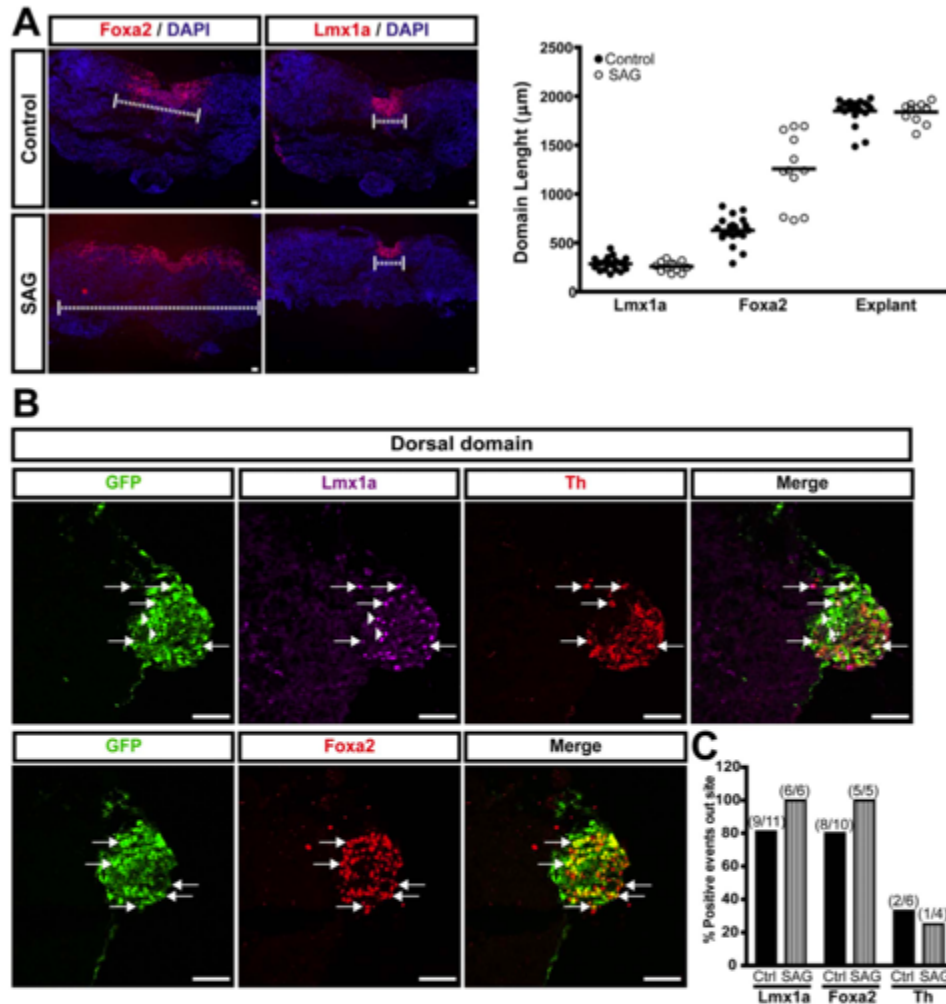 A
Foxa2 / DAPI
Lmx1a / DAPI
Control
SAG
Domain Lenght (μm)
2500
2000
1500
1000
500
0
Control
SAG
Lmx1a
Foxa2
Explant
B
Dorsal domain
GFP
Lmx1a
Th
Merge
GFP
Foxa2
Merge
C
% Positive events out site
120
100
80
60
40
20
0
(9/11)
(6/6)
(8/10)
(5/5)
(2/6)
(1/4)
Ctrl SAG Ctrl SAG Ctrl SAG
Lmx1a Foxa2 Th